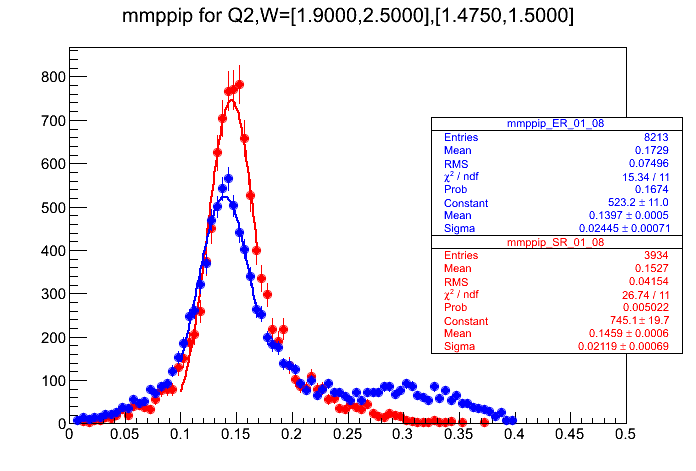 mmppip for Q2,W=[1.9000,2.5000],[1.4750,1.5000]
800
700
600
500
400
300
200
100
0
0 0.05 0.1 0.15 0.2 0.25 0.3 0.35 0.4 0.45 0.5
mmppip_ER_01_08
Entries 8213
Mean 0.1729
RMS 0.07496
χ² / ndf 15.34 / 11
Prob 0.1674
Constant 523.2 ± 11.0
Mean 0.1397 ± 0.0005
Sigma 0.02445 ± 0.00071
mmppip_SR_01_08
Entries 3934
Mean 0.1527
RMS 0.04154
χ² / ndf 26.74 / 11
Prob 0.005022
Constant 745.1 ± 19.7
Mean 0.1459 ± 0.0006
Sigma 0.02119 ± 0.00069